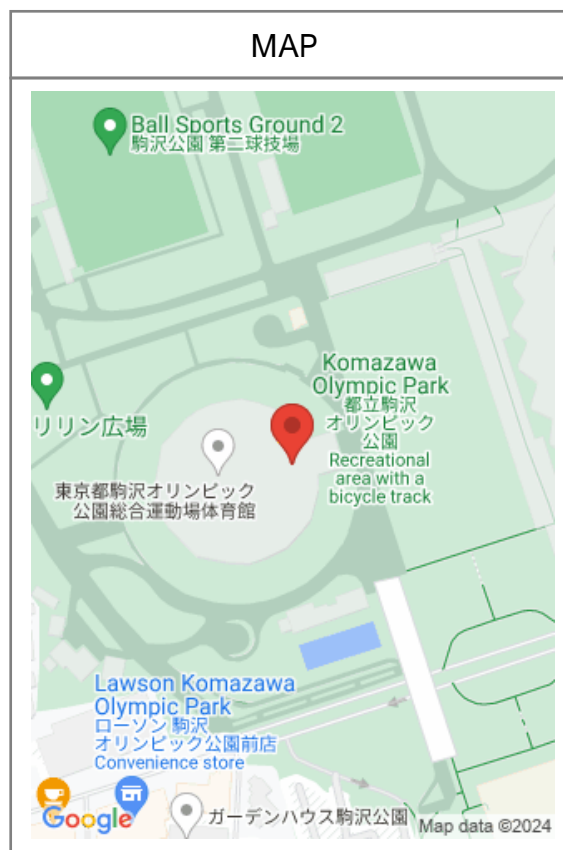 MAP
Ball Sports Ground 2
駒沢公園 第二球技場
Komazawa
Olympic Park
都立駒沢
オリンピック
公園
Recreational
area with a
bicycle track
リリン広場
東京都駒沢オリンピック
公園総合運動場体育館
Lawson Komazawa
Olympic Park
ローソン 駒沢
オリンピック公園前店
Convenience store
ガーデンハウス駒沢公園
Google
Map data ©2024